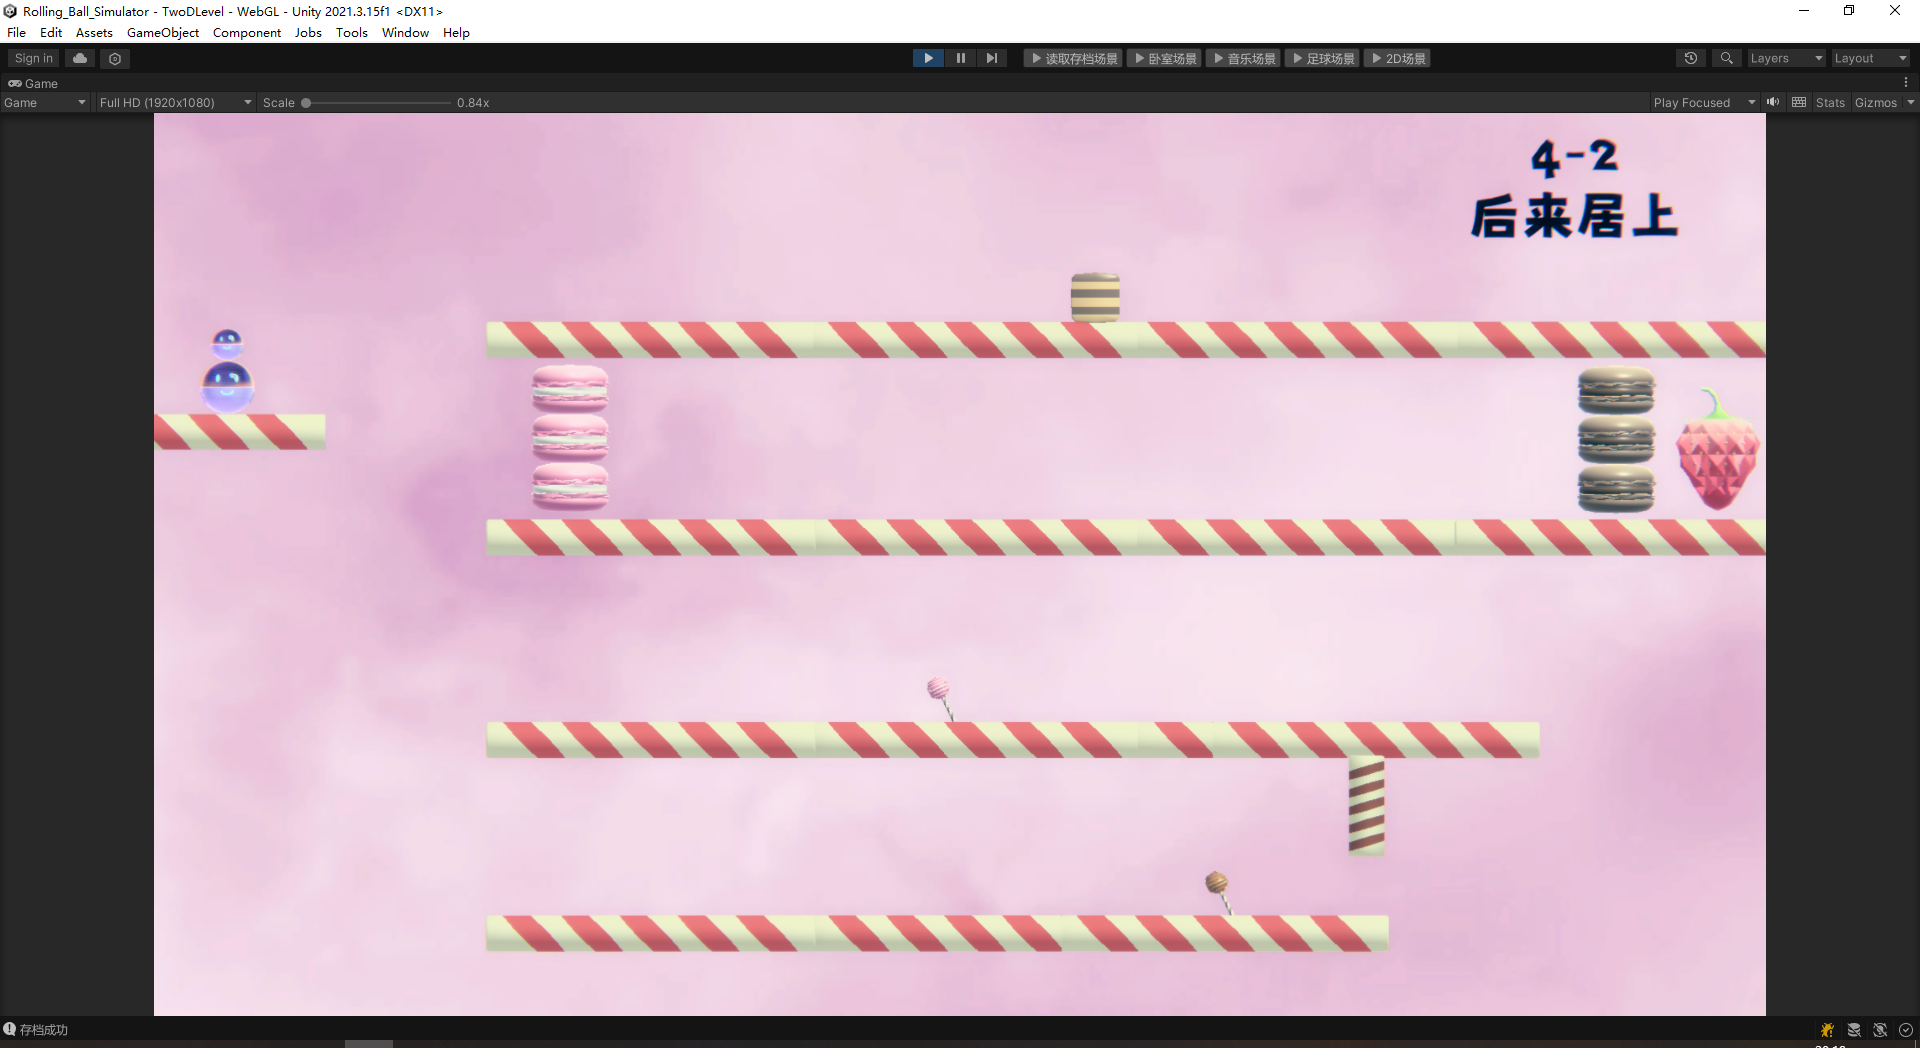 Rolling_Ball_Simulator - TwoDLevel - WebGL - Unity 2021.3.15f1 <DX11>
File Edit Assets GameObject Component Jobs Tools Window Help
Sign in 读取存档场景 卧室场景 音乐场景 足球场景 2D场景 Layers Layout
Game
Game Full HD (1920x1080) Scale 0.84x Play Focused Stats Gizmos
4-2
后来居上
存档成功